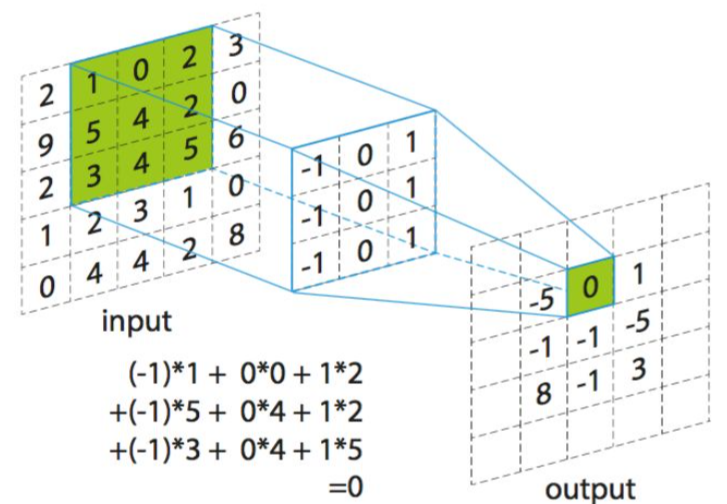 2 1 0 2 3
9 5 4 2 0
2 3 4 5 6
1 2 3 1 0
0 4 4 2 8
input
-1 0 1
-1 0 1
-1 0 1
(-1)*1 + 0*0 + 1*2
+(-1)*5 + 0*4 + 1*2
+(-1)*3 + 0*4 + 1*5
=0
-5 0 1
-1 -1 -5
8 -1 3
output